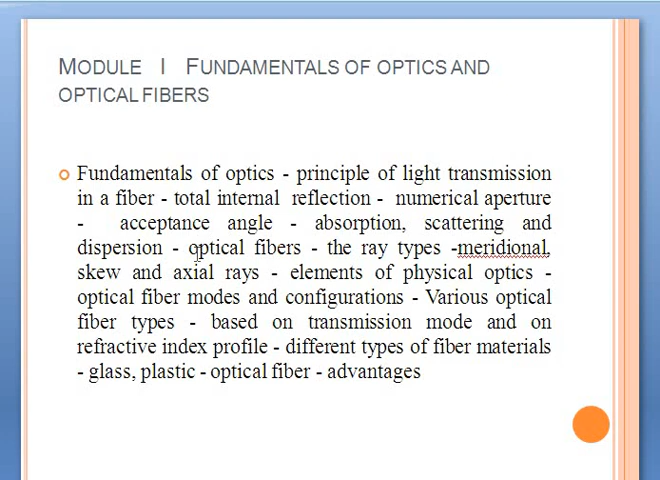 MODULE I FUNDAMENTALS OF OPTICS AND
OPTICAL FIBERS
Fundamentals of optics - principle of light transmission
in a fiber - total internal reflection - numerical aperture
- acceptance angle - absorption, scattering and
dispersion - optical fibers - the ray types -meridional,
skew and axial rays - elements of physical optics -
optical fiber modes and configurations - Various optical
fiber types - based on transmission mode and on
refractive index profile - different types of fiber materials
- glass, plastic - optical fiber - advantages